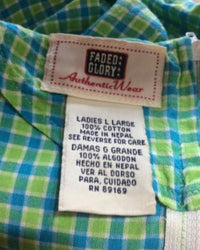 FADED
GLORY
Authentic Wear
LADIES L LARGE
100% COTTON
MADE IN NEPAL
SEE REVERSE FOR CARE
DAMAS G GRANDE
100% ALGODON
HECHO EN NEPAL
VER AL DORSO
PARA, CUIDADO
RN 89169